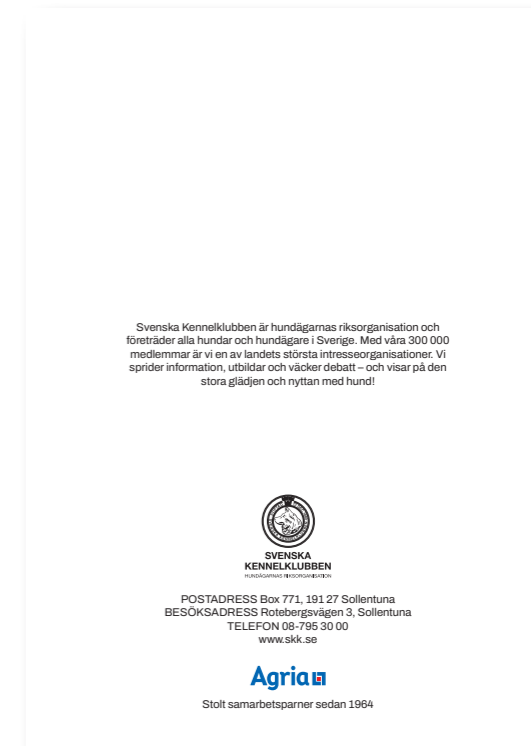 Svenska Kennelklubben är hundägarnas riksorganisation och
företräder alla hundar och hundägare i Sverige. Med våra 300 000
medlemmar är vi en av landets största intresseorganisationer. Vi
sprider information, utbildar och väcker debatt – och visar på den
stora glädjen och nyttan med hund!
SVENSKA
KENNELKLUBBEN
HUNDÄGARNAS RIKSORGANISATION
POSTADRESS Box 771, 191 27 Sollentuna
BESÖKSADRESS Rotebergsvägen 3, Sollentuna
TELEFON 08-795 30 00
www.skk.se
Agria
Stolt samarbetsparner sedan 1964